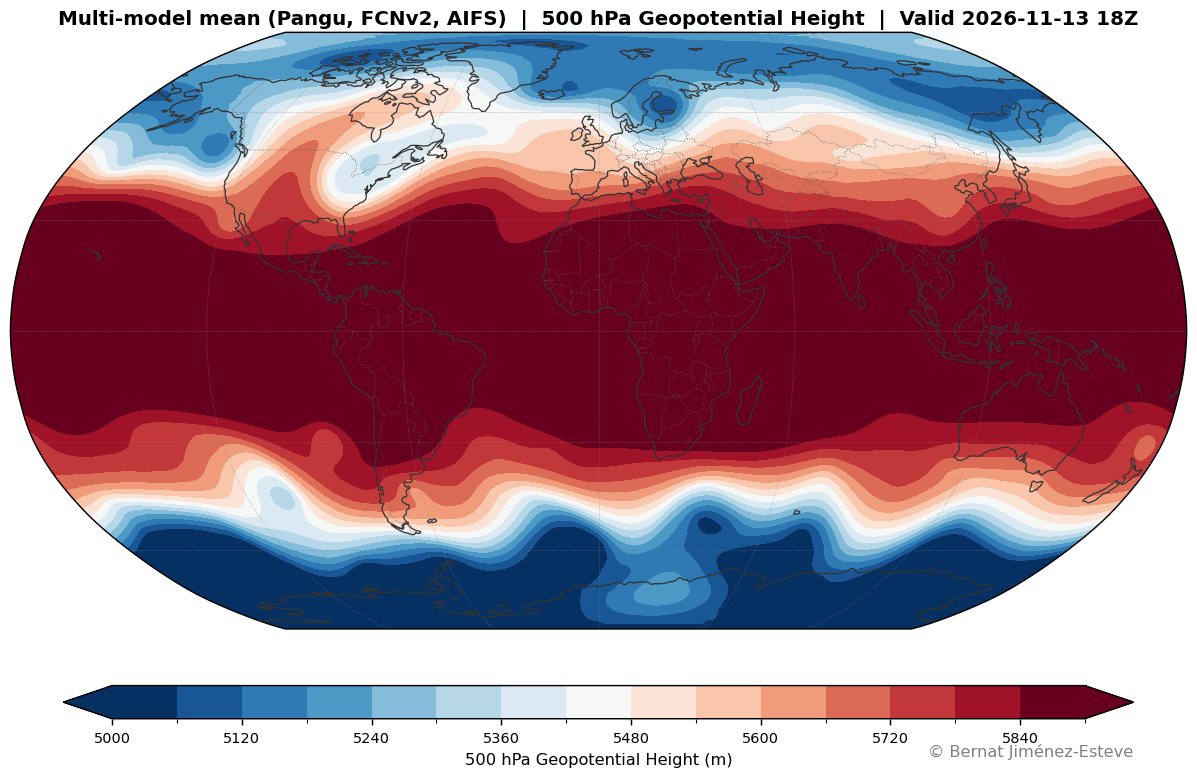 Multi-model mean (Pangu, FCNv2, AIFS)  |  500 hPa Geopotential Height  |  Valid 2026-11-13 18Z
5000 5120 5240 5360 5480 5600 5720 5840
500 hPa Geopotential Height (m)
© Bernat Jiménez-Esteve